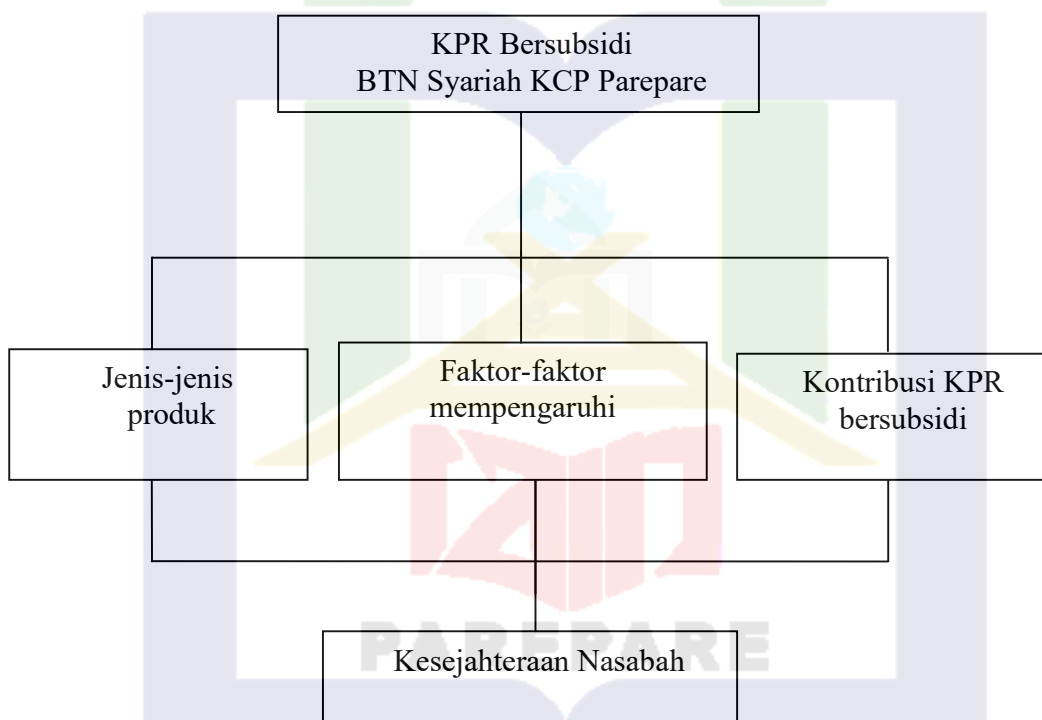 KPR Bersubsidi
BTN Syariah KCP Parepare
Jenis-jenis
produk
Faktor-faktor
mempengaruhi
Kontribusi KPR
bersubsidi
Kesejahteraan Nasabah
PAREPARE